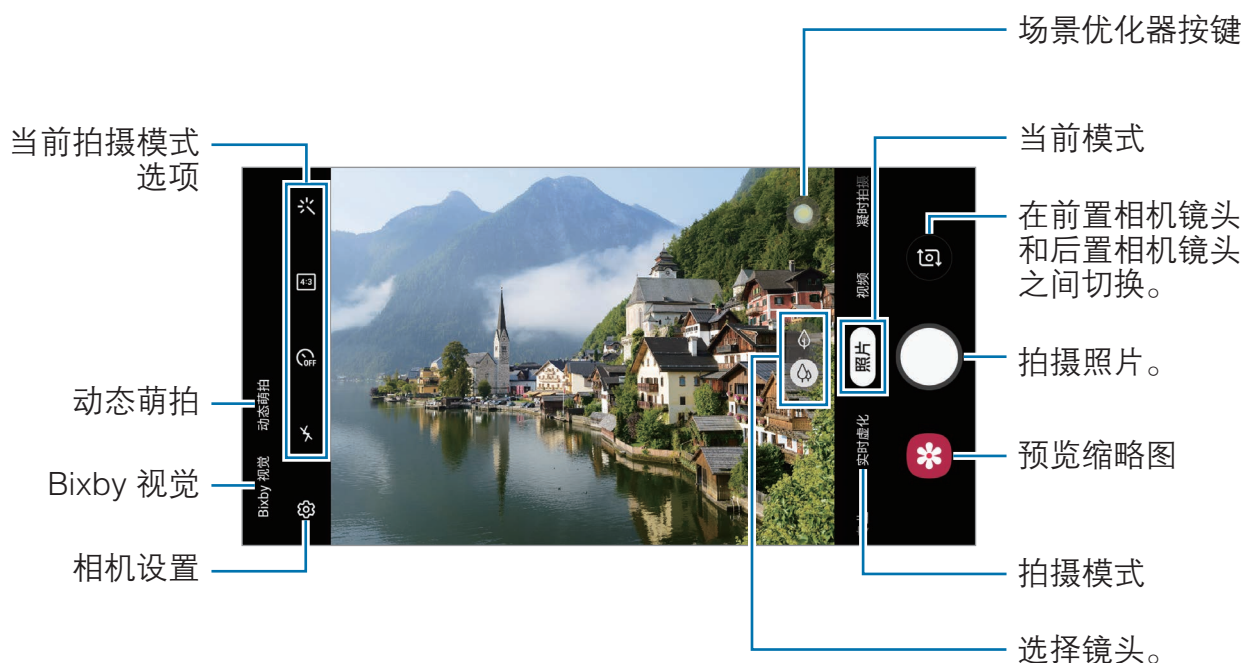 场景优化器按键
当前拍摄模式
选项
当前模式
在前置相机镜头
和后置相机镜头
之间切换。
拍摄照片。
动态萌拍
Bixby 视觉
预览缩略图
相机设置
拍摄模式
选择镜头。
4:3
OFF
动态萌拍
Bixby 视觉
凝时拍摄
视频
照片
实时虚化